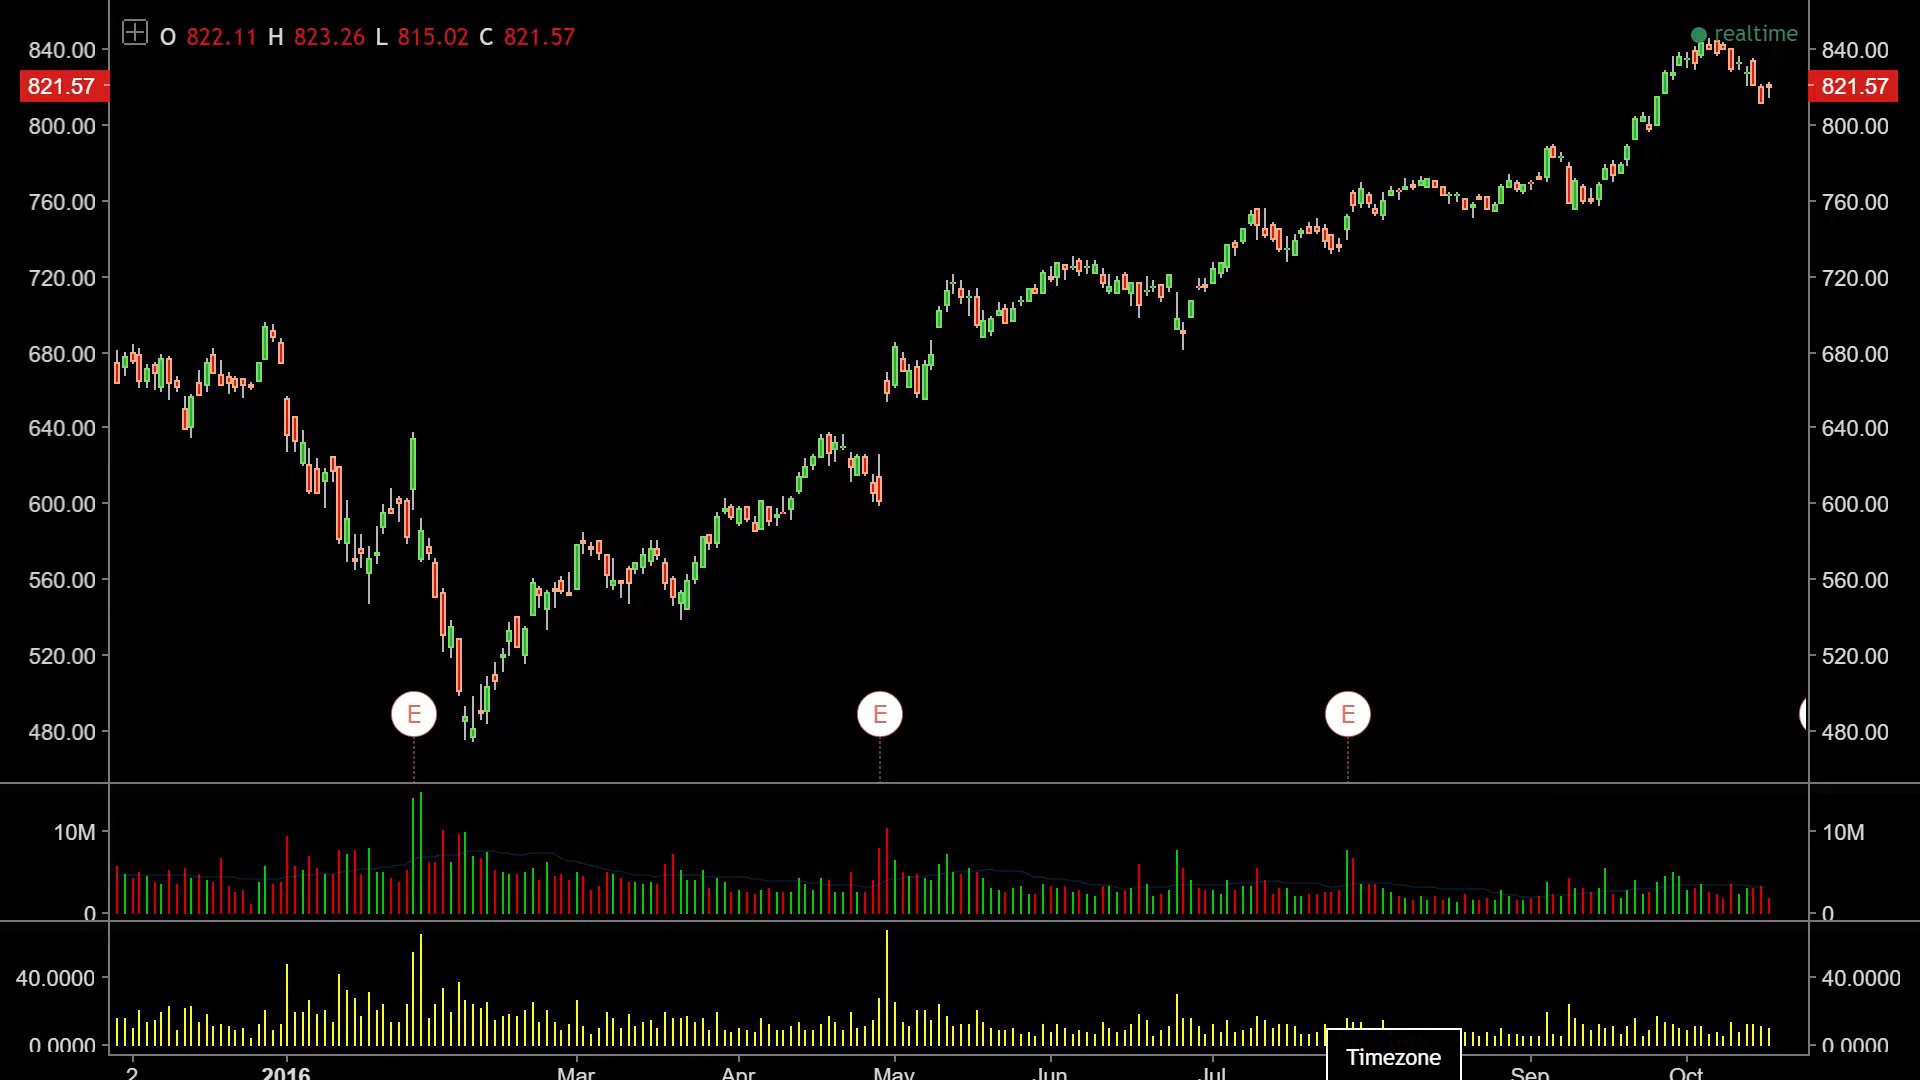 O 822.11 H 823.26 L 815.02 C 821.57
realtime
840.00 840.00
821.57 821.57
800.00 800.00
760.00 760.00
720.00 720.00
680.00 680.00
640.00 640.00
600.00 600.00
560.00 560.00
520.00 520.00
E E E
480.00 480.00
10M 10M
0 0
40.0000 40.0000
0.0000 0.0000
Timezone
2 2016 Mar Apr May Jun Jul Sep Oct